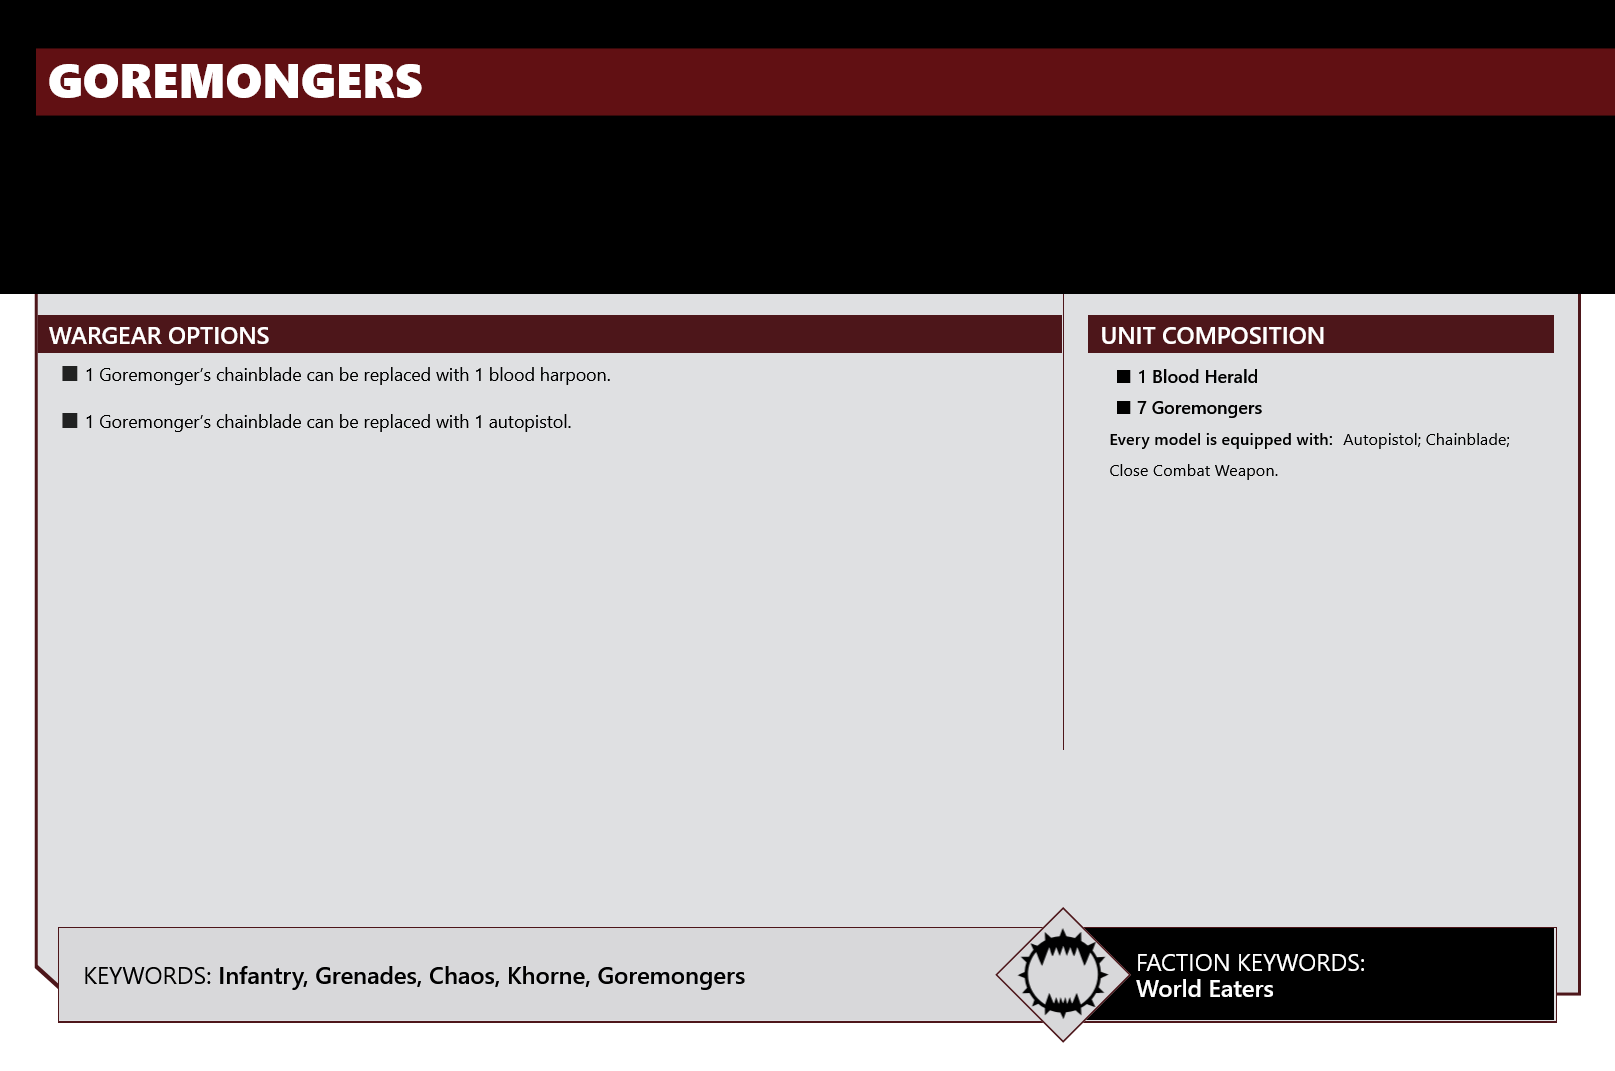 GOREMONGERS
WARGEAR OPTIONS
■ 1 Goremonger’s chainblade can be replaced with 1 blood harpoon.
■ 1 Goremonger’s chainblade can be replaced with 1 autopistol.
UNIT COMPOSITION
■ 1 Blood Herald
■ 7 Goremongers
Every model is equipped with: Autopistol; Chainblade;
Close Combat Weapon.
KEYWORDS: Infantry, Grenades, Chaos, Khorne, Goremongers
FACTION KEYWORDS:
World Eaters